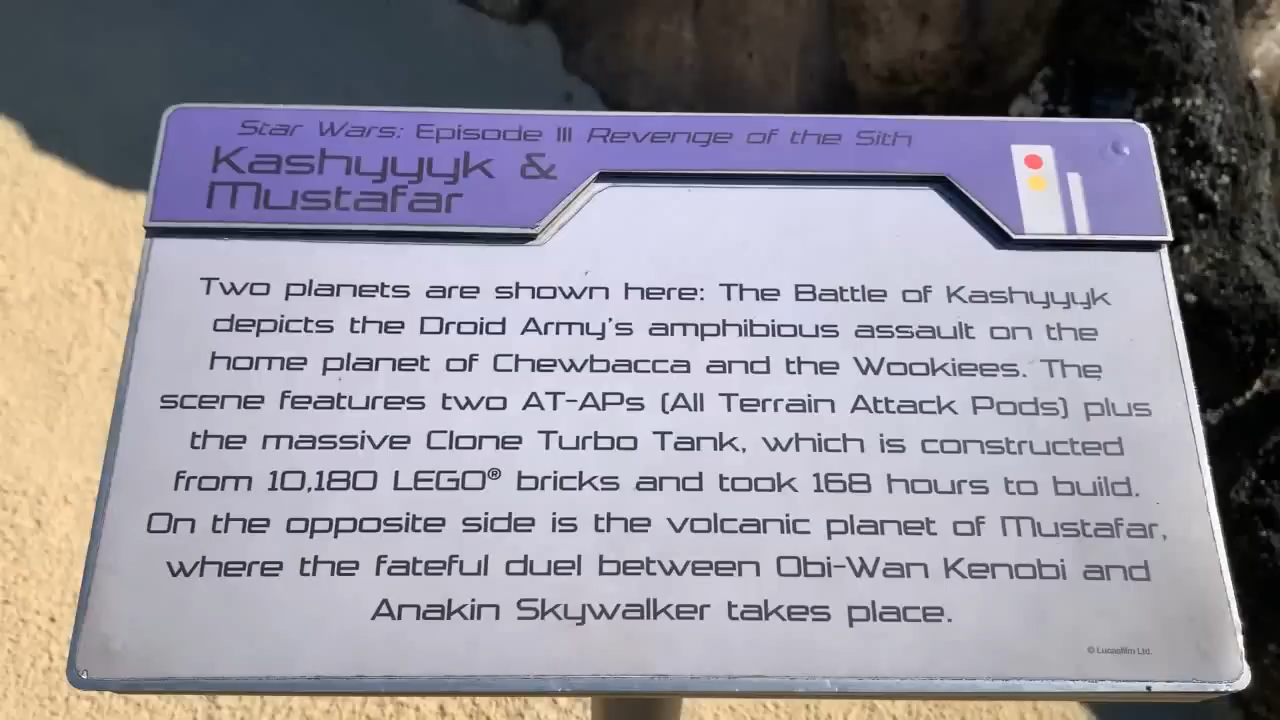 Star Wars: Episode III Revenge of the Sith
Kashyyyk &
Mustafar
Two planets are shown here: The Battle of Kashyyyk
depicts the Droid Army's amphibious assault on the
home planet of Chewbacca and the Wookiees. The
scene features two AT-APs (All Terrain Attack Pods) plus
the massive Clone Turbo Tank, which is constructed
from 10,180 LEGO® bricks and took 168 hours to build.
On the opposite side is the volcanic planet of Mustafar,
where the fateful duel between Obi-Wan Kenobi and
Anakin Skywalker takes place.
© Lucasfilm Ltd.